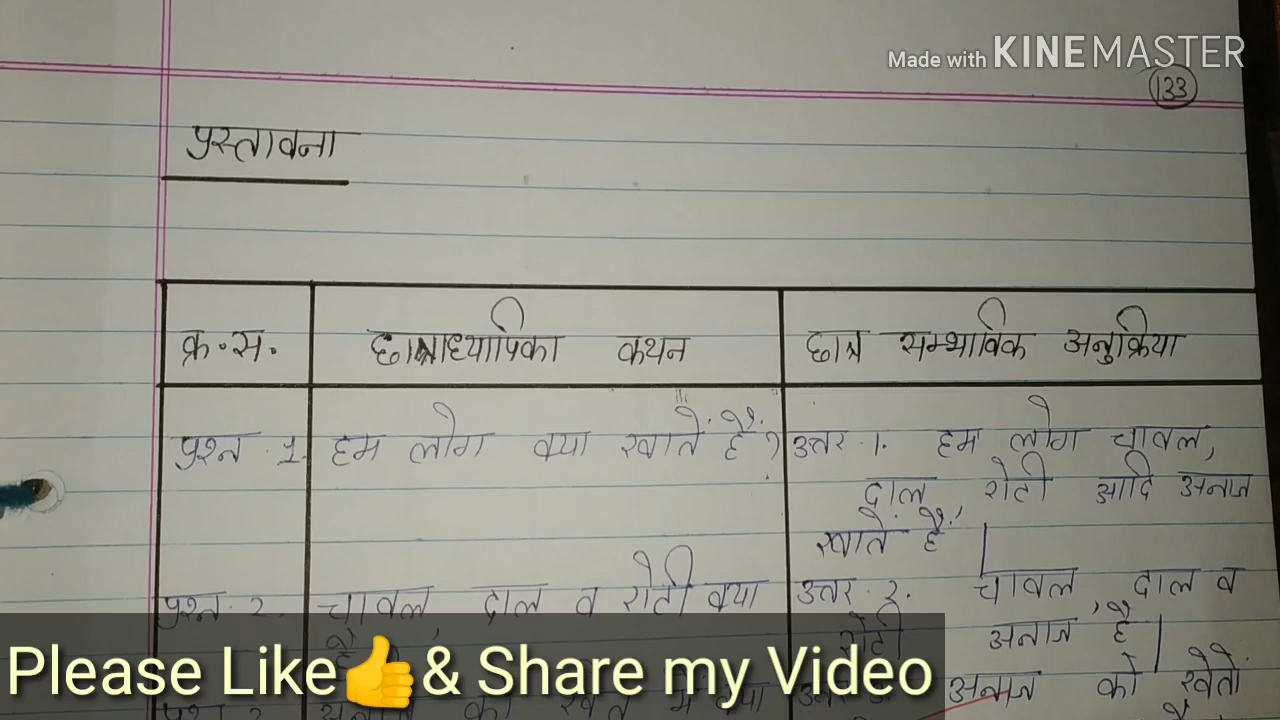 Made with KINEMASTER
133
प्रस्तावना
क्र॰स॰ छात्राध्यापिका कथन छात्र सम्भाविक अनुक्रिया
प्रश्न 1. हम लोग क्या खातें हैं? उत्तर 1. हम लोग चावल,
दाल, रोटी आदि अनाज
खाते हैं।
प्रश्न 2. चावल, दाल व रोटी क्या उत्तर 2. चावल, दाल व
है रोटी अनाज है।
Please Like👍& Share my Video
अनाज को खेत में क्या अनाज को खेतों